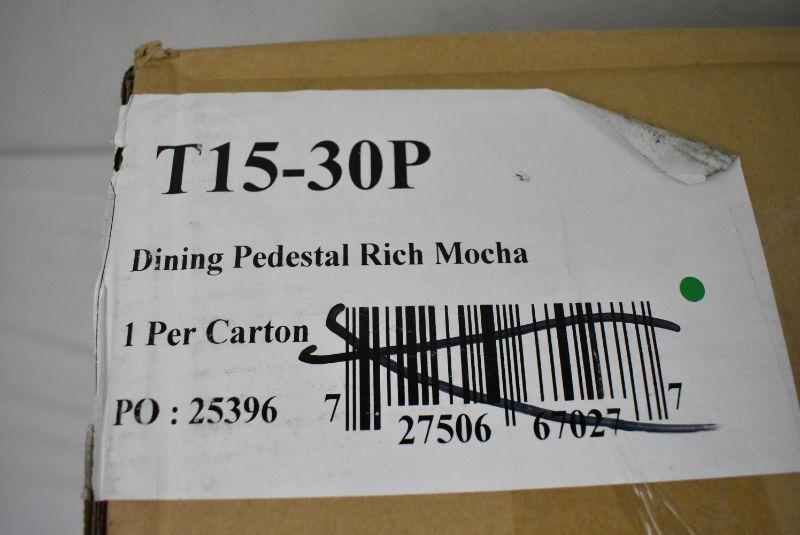 T15-30P
Dining Pedestal Rich Mocha
1 Per Carton
PO : 25396
7 27506 67027 7